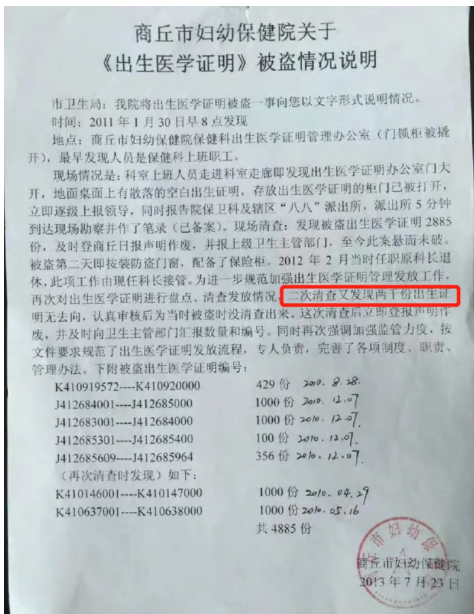 商丘市妇幼保健院关于
《出生医学证明》被盗情况说明
市卫生局：我院将出生医学证明被盗一事向您以文字形式说明情况。
时间：2011年1月30日早8点发现
地点：商丘市妇幼保健院保健科出生医学证明管理办公室（门锁柜被撬
开），最早发现人员是保健科上班职工。
现场情况是：科室上班人员走进科室走廊即发现证明办公室门大
开，地面桌面上有散落的空白出生证明，存放出生医学证明的柜门已被打开，
立即逐级上报领导，同时报告院保卫科及辖区“八八”派出所，派出所5分钟
到达现场勘察并作了笔录（已备案）。现场清查：发现被盗出生医学证明2885
份，及时登商丘日报声明作废，并报上级卫生主管部门，至今此案悬而未破。
被盗第二天即按装防盗窗门，配备了保险柜。2012年2月当时任职原科长退
休，此项工作由现任科长接管。为进一步规范加强出生医学证明管理发放工作，
再次对出生医学证明进行盘点、清查发放情况，二次清查又发现两千份出生证
明无去向，认真审核后为当时被盗时没清查出来。这次清查后立即登报声明作
废，并及时向卫生主管部门汇报数量和编号。同时再次强调加强监管力度，按
文件要求规范了出生医学证明发放流程，专人负责，完善了各项制度、职责、
管理办法。下附被盗出生医学证明编号：
K410919572----K410920000 429份 2010.8.28.
J412684001----J412685000 1000份 2010.12.07
J412683001----J412684000 1000份 2010.12.07
J412685301----J412685400 100份 2010.12.07.
J412685609----J412685964 356份 2010.12.07.
（再次清查时发现）如下：
K410146001----K410147000 1000份 2010.04.29
K410637001----K410638000 1000份 2010.05.16
共4885份
商丘市妇幼保健院
2013年7月23日